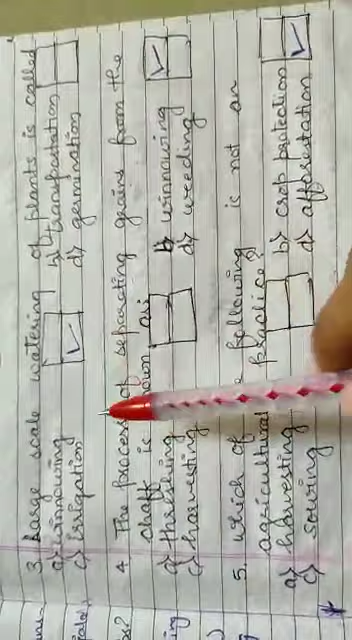 3 Large scale watering of plants is called
a) winnowing b) transportation
c) irrigation d) germination
4 The process of separating grains from the
chaff is known as:
a) threshing b) winnowing
c) harvesting d) weeding
5. which of following is not an
agricultural practice?
a) harvesting b) crop protection
c) sowing d) afforestation